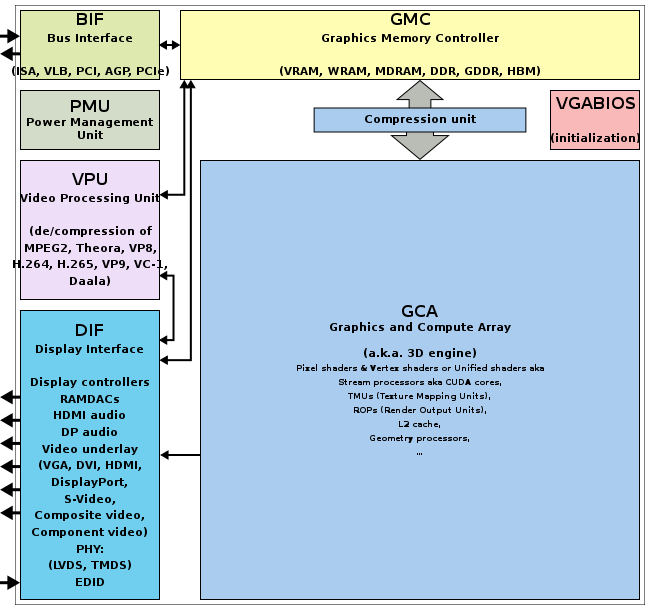 BIF
Bus Interface
(ISA, VLB, PCI, AGP, PCIe)
GMC
Graphics Memory Controller
(VRAM, WRAM, MDRAM, DDR, GDDR, HBM)
PMU
Power Management
Unit
Compression unit
VGABIOS
(initialization)
VPU
Video Processing Unit
(de/compression of
MPEG2, Theora, VP8,
H.264, H.265, VP9, VC-1,
Daala)
GCA
Graphics and Compute Array
(a.k.a. 3D engine)
Pixel shaders & Vertex shaders or Unified shaders aka
Stream processors aka CUDA cores,
TMUs (Texture Mapping Units),
ROPs (Render Output Units),
L2 cache,
Geometry processors,
...
DIF
Display Interface
Display controllers
RAMDACs
HDMI audio
DP audio
Video underlay
(VGA, DVI, HDMI,
DisplayPort,
S-Video,
Composite video,
Component video)
PHY:
(LVDS, TMDS)
EDID